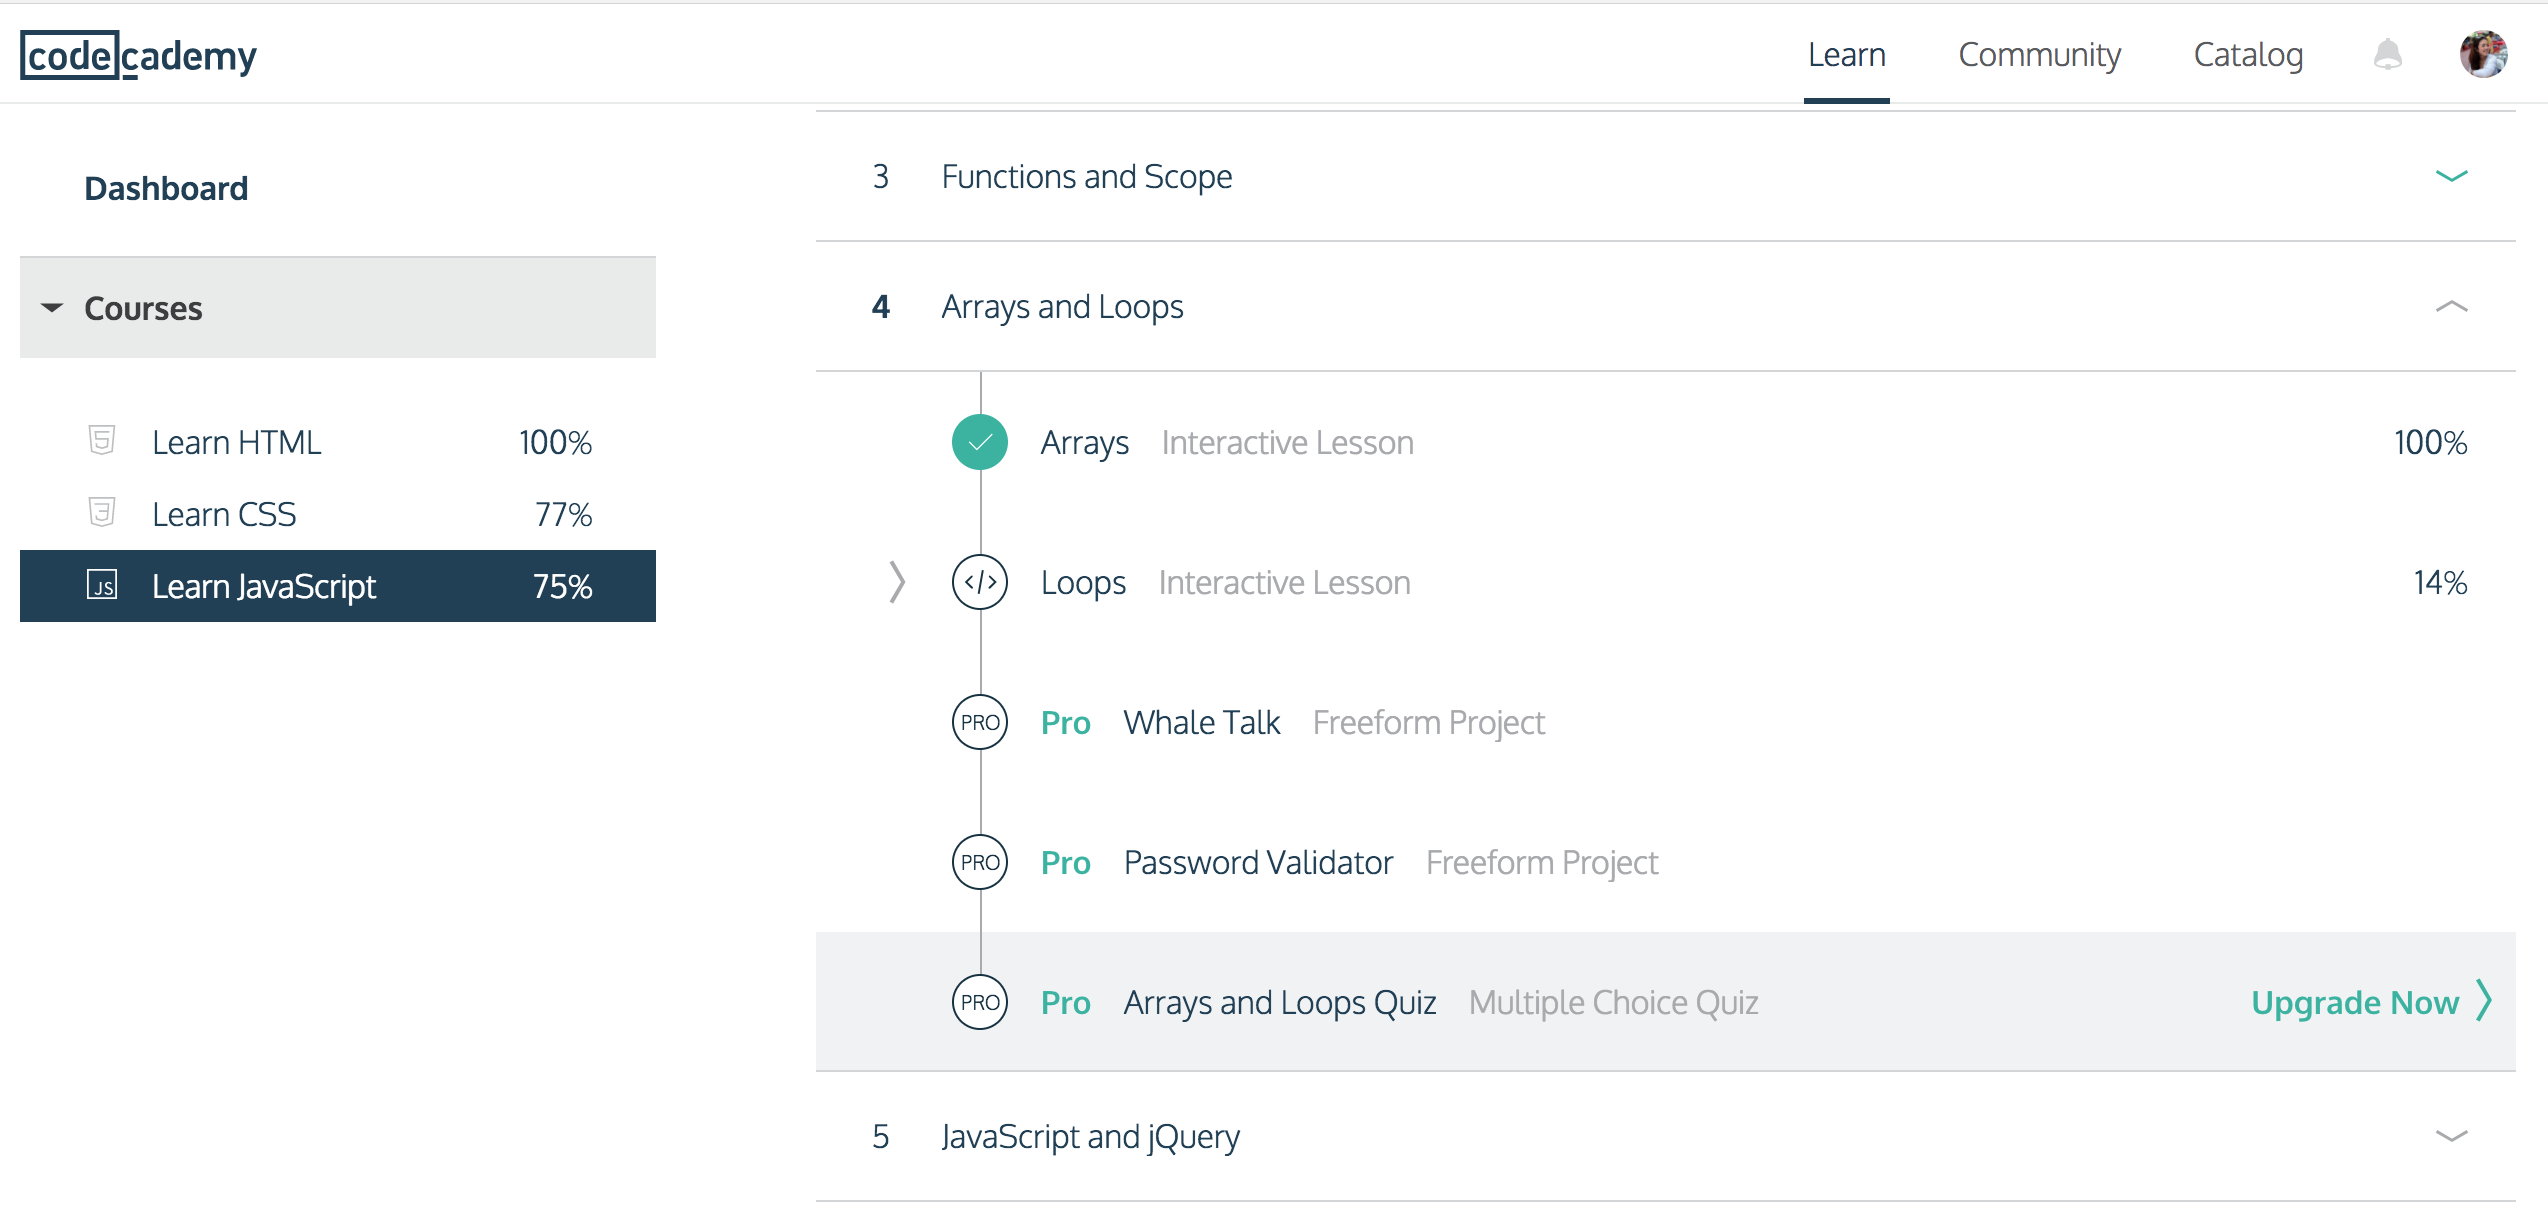 codecademy
Learn Community Catalog
Dashboard
Courses
Learn HTML 100%
Learn CSS 77%
JS Learn JavaScript 75%
3 Functions and Scope
4 Arrays and Loops
Arrays Interactive Lesson 100%
</> Loops Interactive Lesson 14%
PRO Pro Whale Talk Freeform Project
PRO Pro Password Validator Freeform Project
PRO Pro Arrays and Loops Quiz Multiple Choice Quiz Upgrade Now
5 JavaScript and jQuery